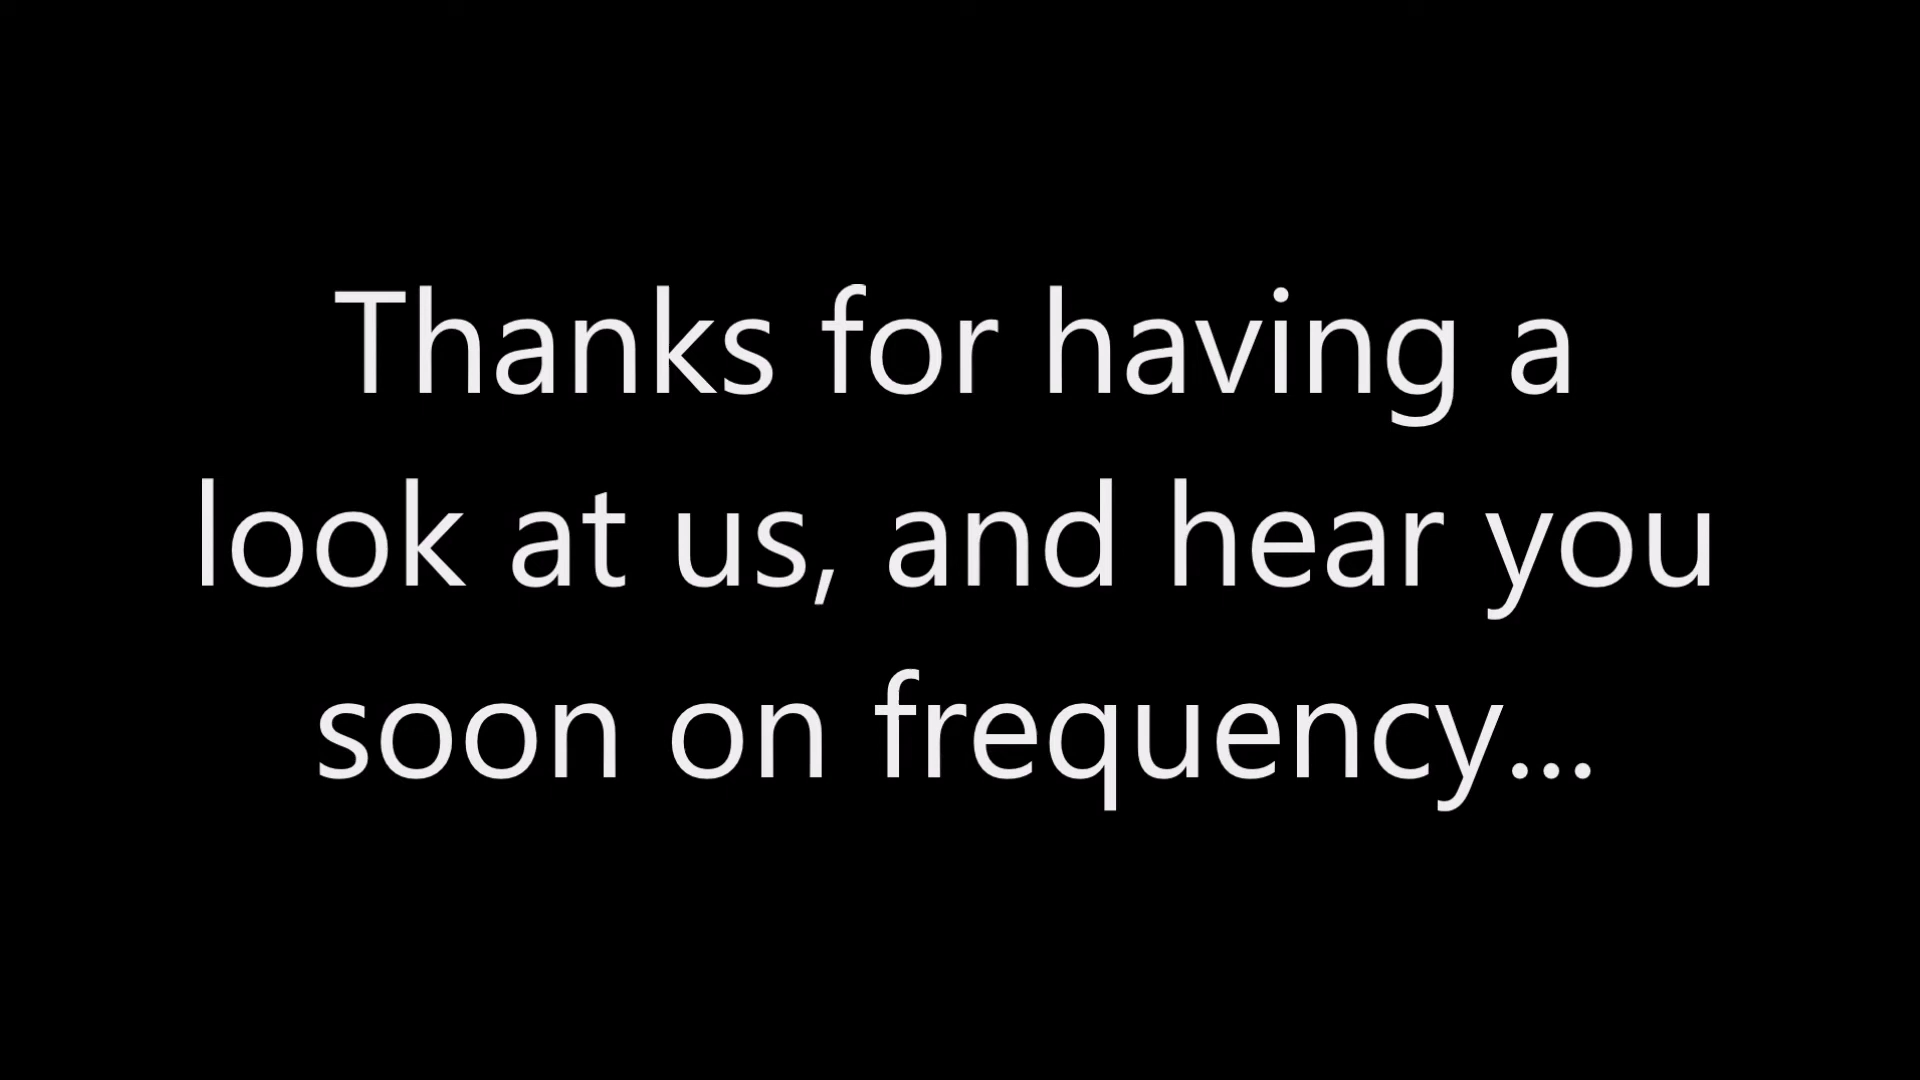 Thanks for having a
look at us, and hear you
soon on frequency...